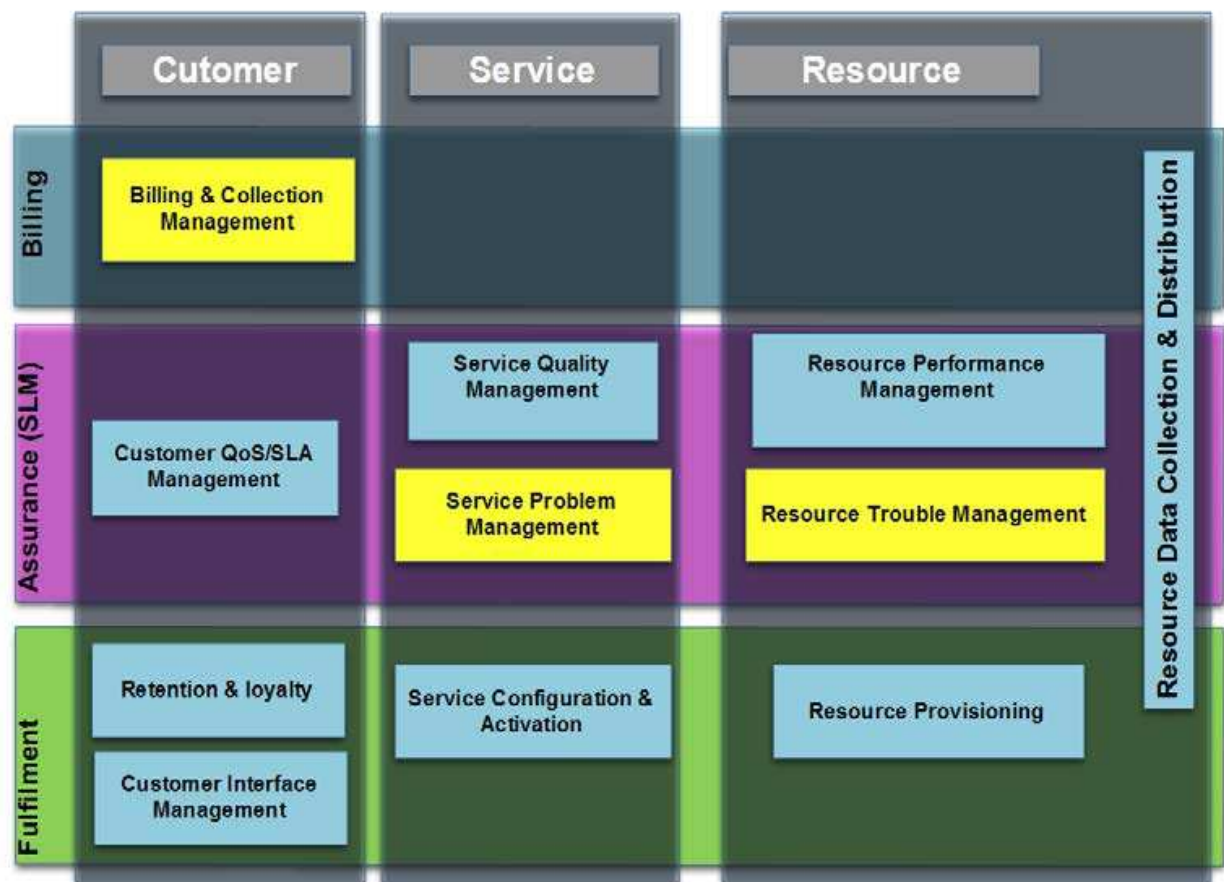 Cutomer
Service
Resource
Billing
Billing & Collection
Management
Resource Data Collection & Distribution
Assurance (SLM)
Service Quality
Management
Resource Performance
Management
Customer QoS/SLA
Management
Service Problem
Management
Resource Trouble Management
Fulfilment
Retention & loyalty
Service Configuration &
Activation
Resource Provisioning
Customer Interface
Management